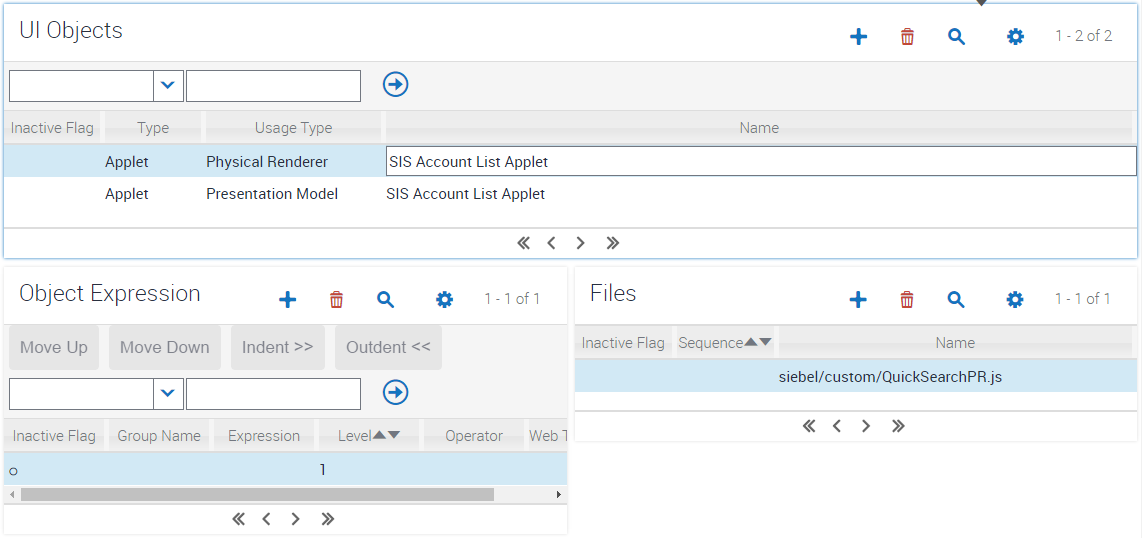 UI Objects
1 - 2 of 2
Inactive Flag Type Usage Type Name
Applet Physical Renderer SIS Account List Applet
Applet Presentation Model SIS Account List Applet
Object Expression
1 - 1 of 1
Move Up Move Down Indent >> Outdent <<
Inactive Flag Group Name Expression Level Operator Web T
1
Files
1 - 1 of 1
Inactive Flag Sequence Name
siebel/custom/QuickSearchPR.js